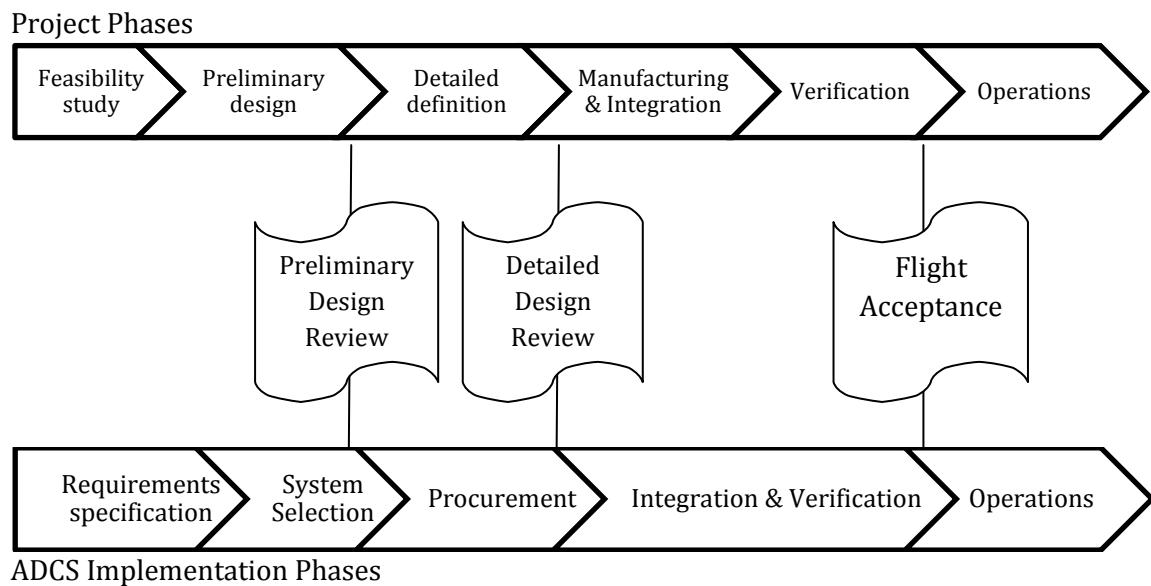 Project Phases
Feasibility
study
Preliminary
design
Detailed
definition
Manufacturing
& Integration
Verification
Operations
Preliminary
Design
Review
Detailed
Design
Review
Flight
Acceptance
Requirements
specification
System
Selection
Procurement
Integration & Verification
Operations
ADCS Implementation Phases